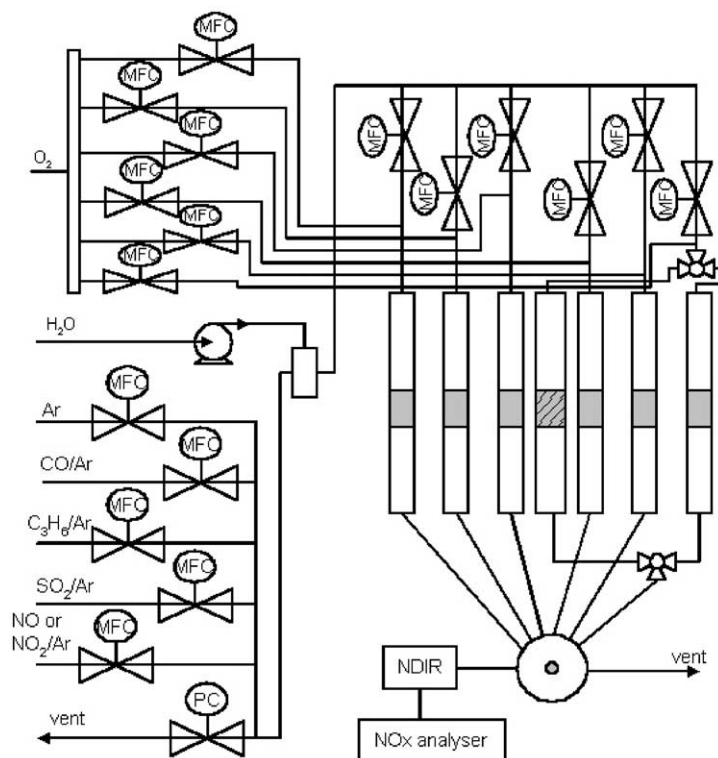 MFC
MFC
MFC
MFC
MFC
MFC
O₂
MFC
MFC
MFC
MFC
MFC
MFC
H₂O
MFC
Ar
MFC
CO/Ar
MFC
C₃H₆/Ar
MFC
SO₂/Ar
MFC
NO or
NO₂/Ar
PC
vent
NDIR
vent
NOx analyser